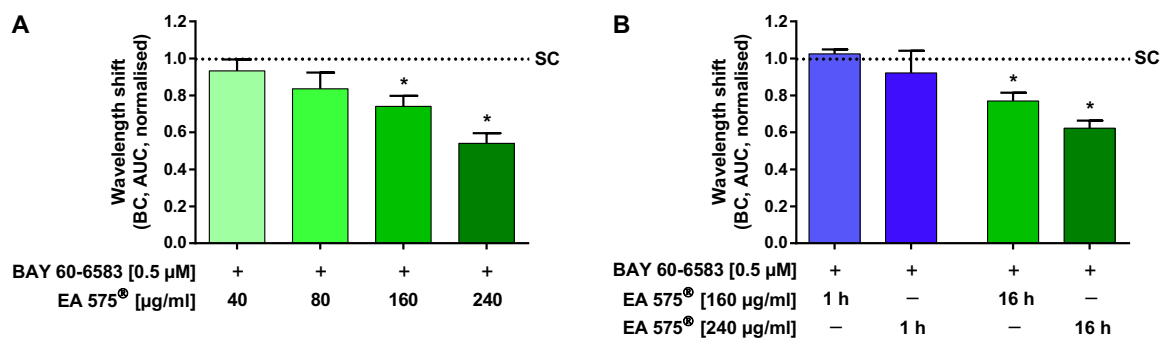 A
Wavelength shift
(BC, AUC, normalised)
1.2
1.0
0.8
0.6
0.4
0.2
0.0
SC
*
*
BAY 60-6583 [0.5 µM] + + + +
EA 575® [µg/ml] 40 80 160 240
B
Wavelength shift
(BC, AUC, normalised)
1.2
1.0
0.8
0.6
0.4
0.2
0.0
SC
*
*
BAY 60-6583 [0.5 µM] + + + +
EA 575® [160 µg/ml] 1 h – 16 h –
EA 575® [240 µg/ml] – 1 h – 16 h